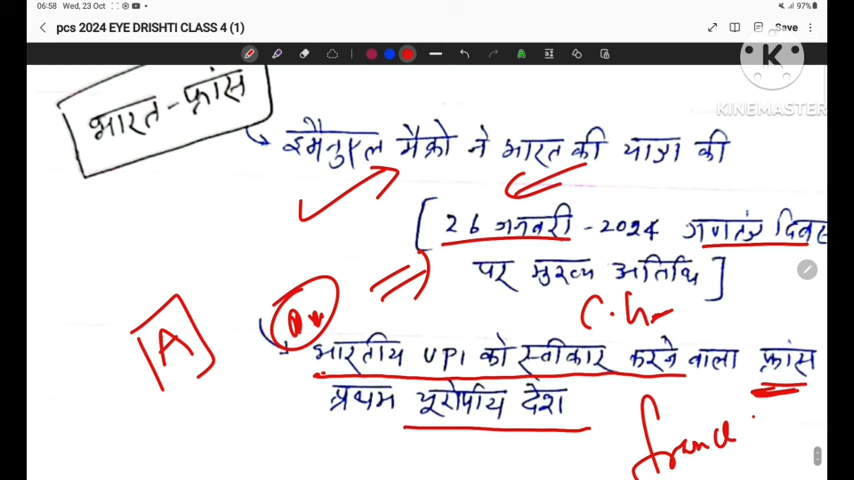 06:58 Wed, 23 Oct
97%
pcs 2024 EYE DRISHTI CLASS 4 (1)
Save
K
KINEMASTER
भारत-फ्रांस
इमैनुएल मैक्रो ने भारत की यात्रा की
[26 जनवरी - 2024 गणतंत्र दिवस
पर मुख्य अतिथि]
A
भारतीय UPI को स्वीकार करने वाला फ्रांस
प्रथम यूरोपीय देश